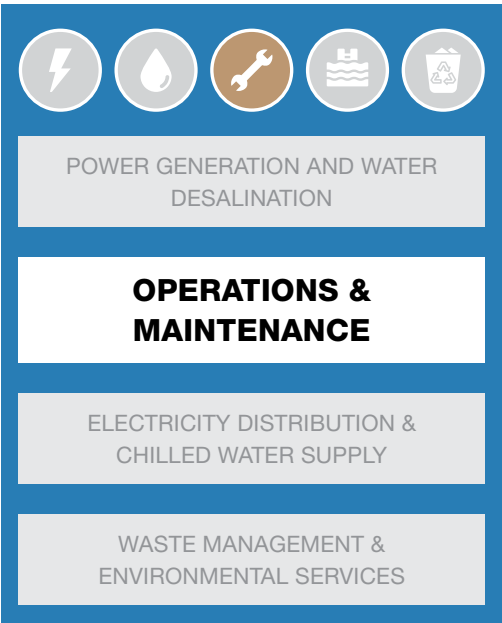 POWER GENERATION AND WATER
DESALINATION
OPERATIONS &
MAINTENANCE
ELECTRICITY DISTRIBUTION &
CHILLED WATER SUPPLY
WASTE MANAGEMENT &
ENVIRONMENTAL SERVICES